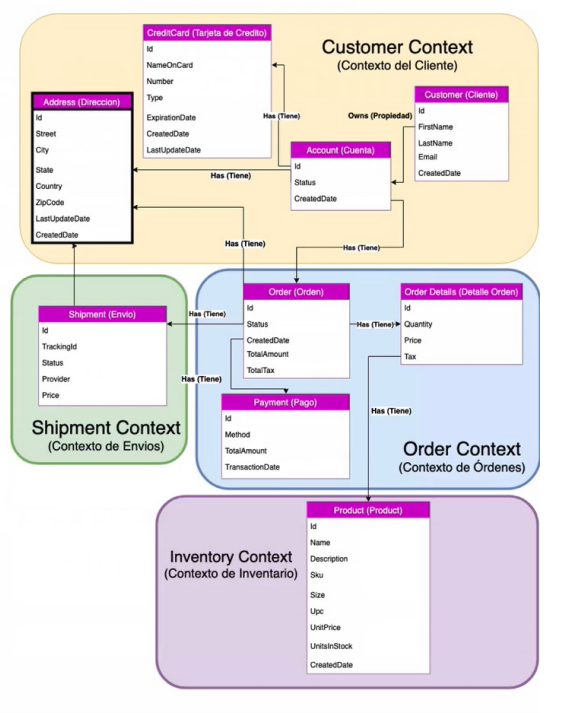 CreditCard (Tarjeta de Credito)
Id
NameOnCard
Number
Type
ExpirationDate
CreatedDate
LastUpdateDate
Customer Context
(Contexto del Cliente)
Address (Direccion)
Id
Street
City
State
Country
ZipCode
LastUpdateDate
CreatedDate
Customer (Cliente)
Id
FirstName
LastName
Email
CreatedDate
Owns (Propiedad)
Has (Tiene)
Account (Cuenta)
Id
Status
CreatedDate
Has (Tiene)
Has (Tiene)
Has (Tiene)
Shipment (Envio)
Id
TrackingId
Status
Provider
Price
Shipment Context
(Contexto de Envios)
Has (Tiene)
Order (Orden)
Id
Status
CreatedDate
TotalAmount
TotalTax
Has (Tiene)
Order Details (Detalle Orden)
Id
Quantity
Price
Tax
Has (Tiene)
Payment (Pago)
Id
Method
TotalAmount
TransactionDate
Has (Tiene)
Order Context
(Contexto de Órdenes)
Product (Product)
Id
Name
Description
Sku
Size
Upc
UnitPrice
UnitsInStock
CreatedDate
Inventory Context
(Contexto de Inventario)